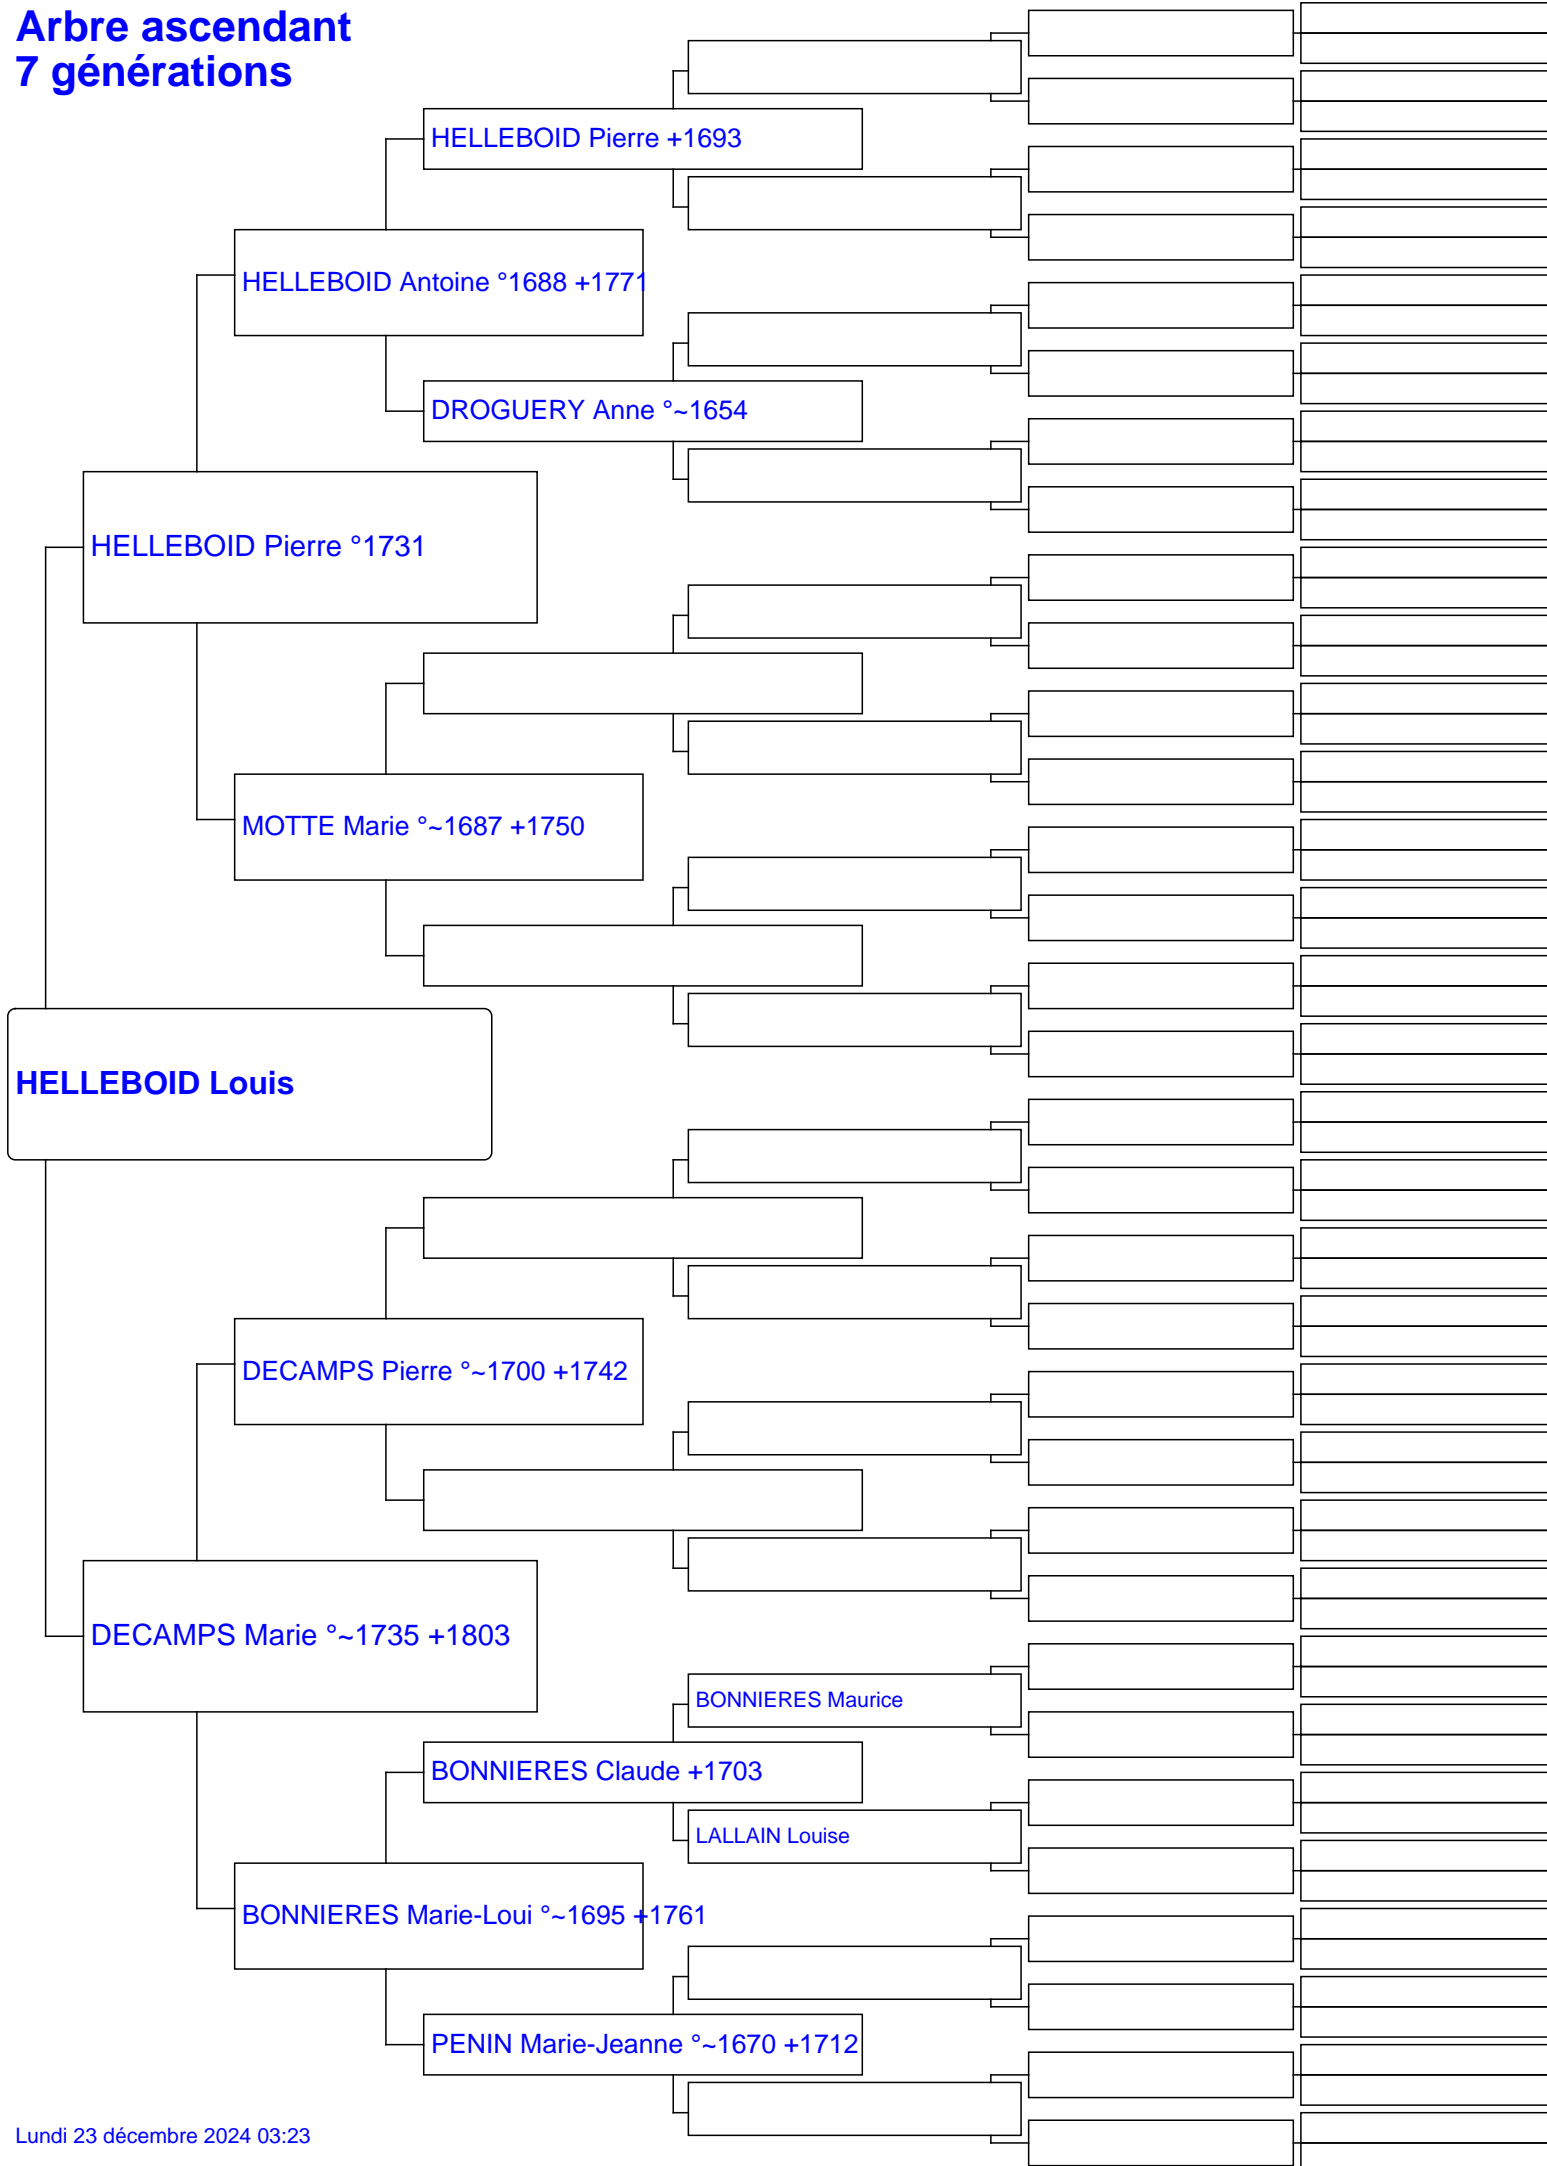 Arbre ascendant
7 générations
HELLEBOID Pierre +1693
HELLEBOID Antoine °1688 +1771
DROGUERY Anne °~1654
HELLEBOID Pierre °1731
MOTTE Marie °~1687 +1750
HELLEBOID Louis
DECAMPS Pierre °~1700 +1742
DECAMPS Marie °~1735 +1803
BONNIERES Maurice
BONNIERES Claude +1703
LALLAIN Louise
BONNIERES Marie-Loui °~1695 +1761
PENIN Marie-Jeanne °~1670 +1712
Lundi 23 décembre 2024 03:23